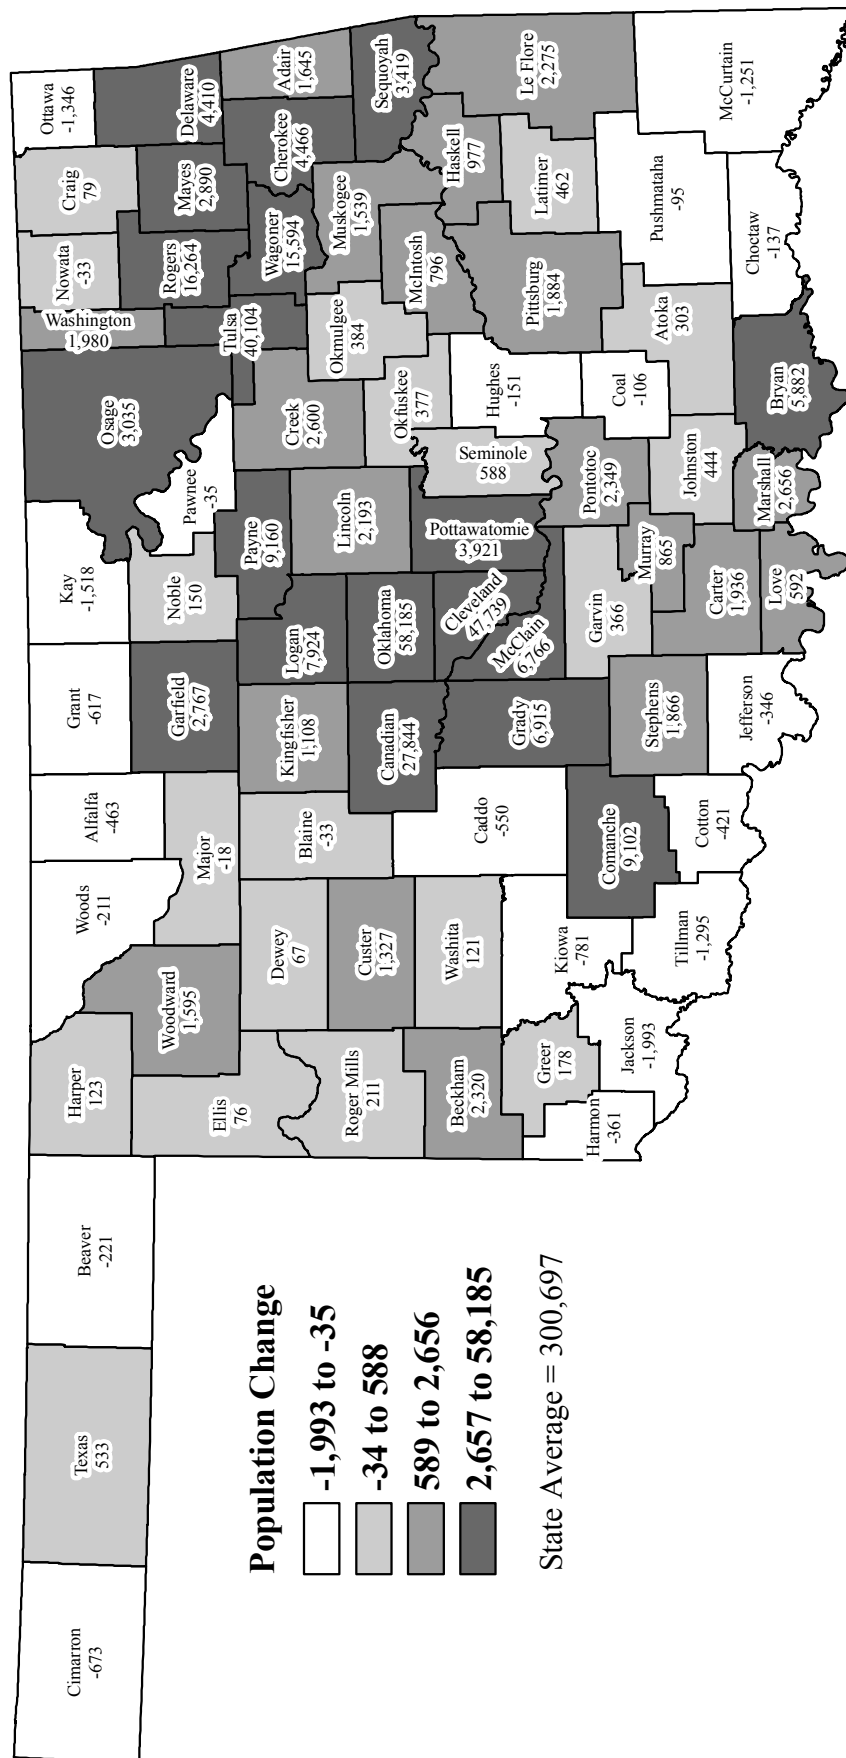 Cimarron
-673
Texas
533
Beaver
-221
Harper
123
Woods
-211
Alfalfa
-463
Grant
-617
Kay
-1,518
Osage
3,035
Washington
1,980
Nowata
-33
Craig
79
Ottawa
-1,346
Ellis
76
Woodward
1,595
Major
-18
Garfield
2,767
Noble
150
Pawnee
-35
Rogers
16,264
Mayes
2,890
Delaware
4,410
Roger Mills
211
Dewey
67
Blaine
-33
Kingfisher
1,108
Logan
7,924
Payne
9,160
Creek
2,600
Tulsa
40,104
Wagoner
15,594
Cherokee
4,466
Adair
1,645
Custer
1,327
Canadian
27,844
Oklahoma
58,185
Lincoln
2,193
Okmulgee
384
Muskogee
1,539
Sequoyah
3,419
Beckham
2,320
Washita
121
Caddo
-550
Grady
6,915
McClain
6,766
Cleveland
47,739
Pottawatomie
3,921
Seminole
588
Okfuskee
377
McIntosh
796
Haskell
977
Le Flore
2,275
Harmon
-361
Greer
178
Kiowa
-781
Hughes
-151
Pittsburg
1,884
Latimer
462
Jackson
-1,993
Comanche
9,102
Stephens
1,866
Garvin
366
Murray
865
Pontotoc
2,349
Coal
-106
Atoka
303
Pushmataha
-95
McCurtain
-1,251
Tillman
-1,295
Cotton
-421
Jefferson
-346
Carter
1,936
Johnston
444
Love
592
Marshall
2,656
Bryan
5,882
Choctaw
-137
Population Change
-1,993 to -35
-34 to 588
589 to 2,656
2,657 to 58,185
State Average = 300,697